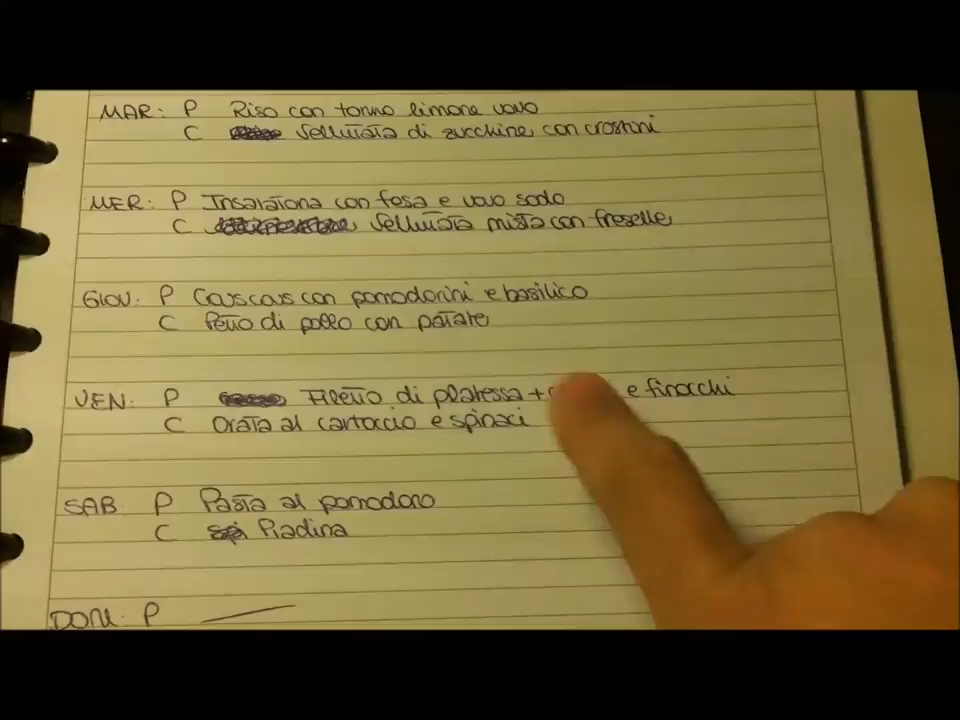 MAR: P Riso con tonno limone uovo
C Vellutata di zucchine con crostini
MER: P Insalatona con fesa e uovo sodo
C Vellutata mista con freselle
GIOV: P Couscous con pomodorini e basilico
C Petto di pollo con patate
VEN: P Filetto di platessa + e finocchi
C Orata al cartoccio e spinaci
SAB: P Pasta al pomodoro
C Piadina
DOM: P